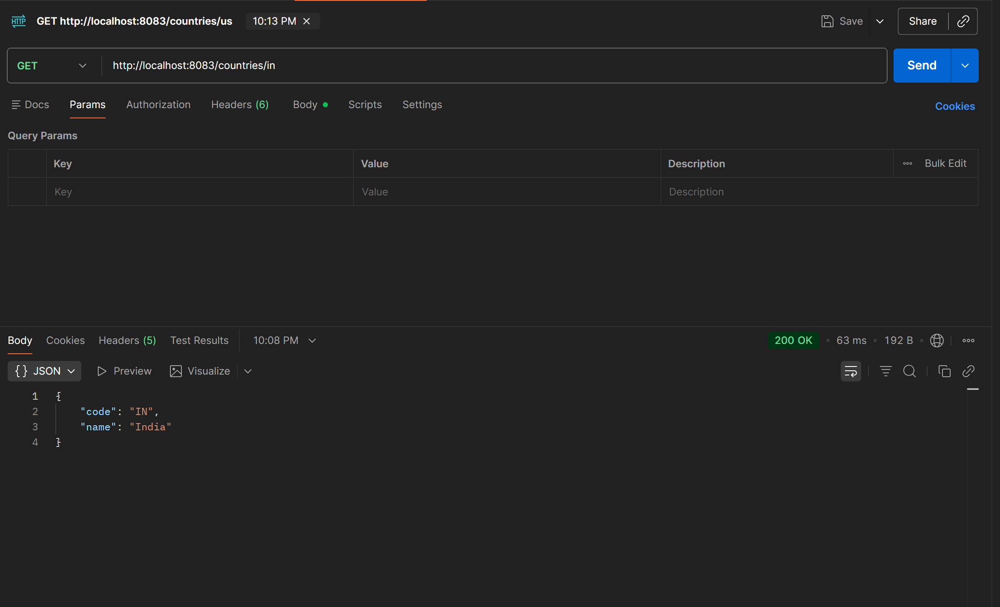 HTTP GET http://localhost:8083/countries/us 10:13 PM Save Share
GET http://localhost:8083/countries/in Send
Docs Params Authorization Headers (6) Body Scripts Settings Cookies
Query Params
Key Value Description Bulk Edit
Key Value Description
Body Cookies Headers (5) Test Results 10:08 PM 200 OK 63 ms 192 B
{} JSON Preview Visualize
1 {
2 "code": "IN",
3 "name": "India"
4 }